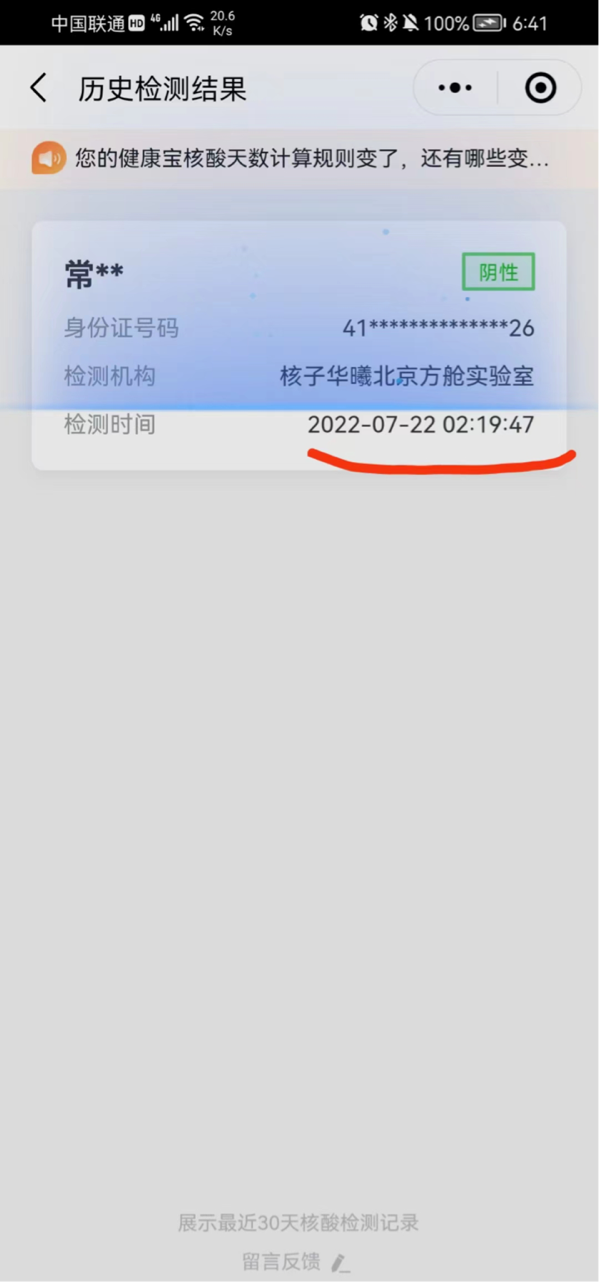 中国联通 HD 4G 20.6 K/s 100% 6:41
历史检测结果
您的健康宝核酸天数计算规则变了，还有哪些变...
常** 阴性
身份证号码 41**************26
检测机构 核子华曦北京方舱实验室
检测时间 2022-07-22 02:19:47
展示最近30天核酸检测记录
留言反馈